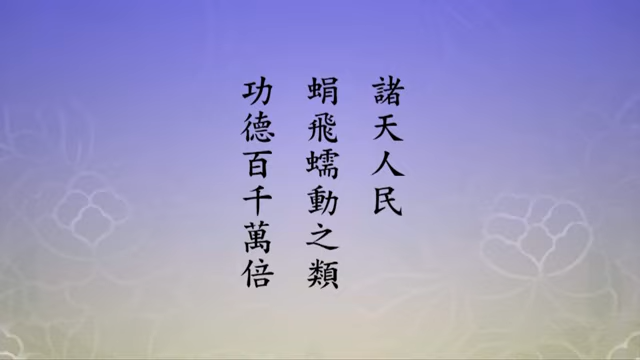 諸天人民
蜎飛蠕動之類
功德百千萬倍